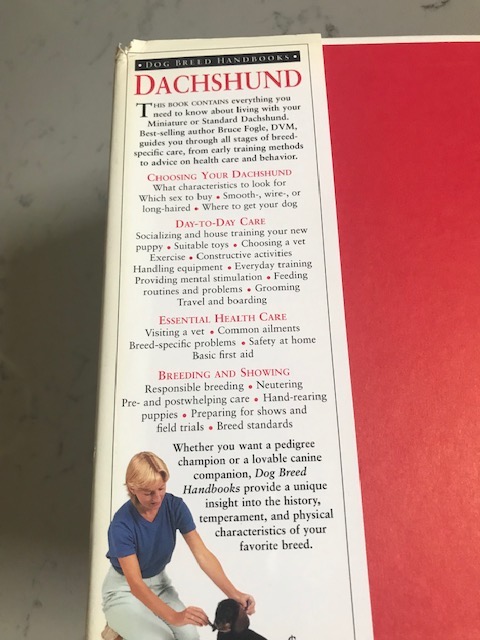 • DOG BREED HANDBOOKS •
DACHSHUND
THIS BOOK CONTAINS everything you
need to know about living with your
Miniature or Standard Dachshund.
Best-selling author Bruce Fogle, DVM,
guides you through all stages of breed-
specific care, from early training methods
to advice on health care and behavior.
CHOOSING YOUR DACHSHUND
What characteristics to look for
Which sex to buy • Smooth-, wire-, or
long-haired • Where to get your dog
DAY-TO-DAY CARE
Socializing and house training your new
puppy • Suitable toys • Choosing a vet
Exercise • Constructive activities
Handling equipment • Everyday training
Providing mental stimulation • Feeding
routines and problems • Grooming
Travel and boarding
ESSENTIAL HEALTH CARE
Visiting a vet • Common ailments
Breed-specific problems • Safety at home
Basic first aid
BREEDING AND SHOWING
Responsible breeding • Neutering
Pre- and postwhelping care • Hand-rearing
puppies • Preparing for shows and
field trials • Breed standards
Whether you want a pedigree
champion or a lovable canine
companion, Dog Breed
Handbooks provide a unique
insight into the history,
temperament, and physical
characteristics of your
favorite breed.